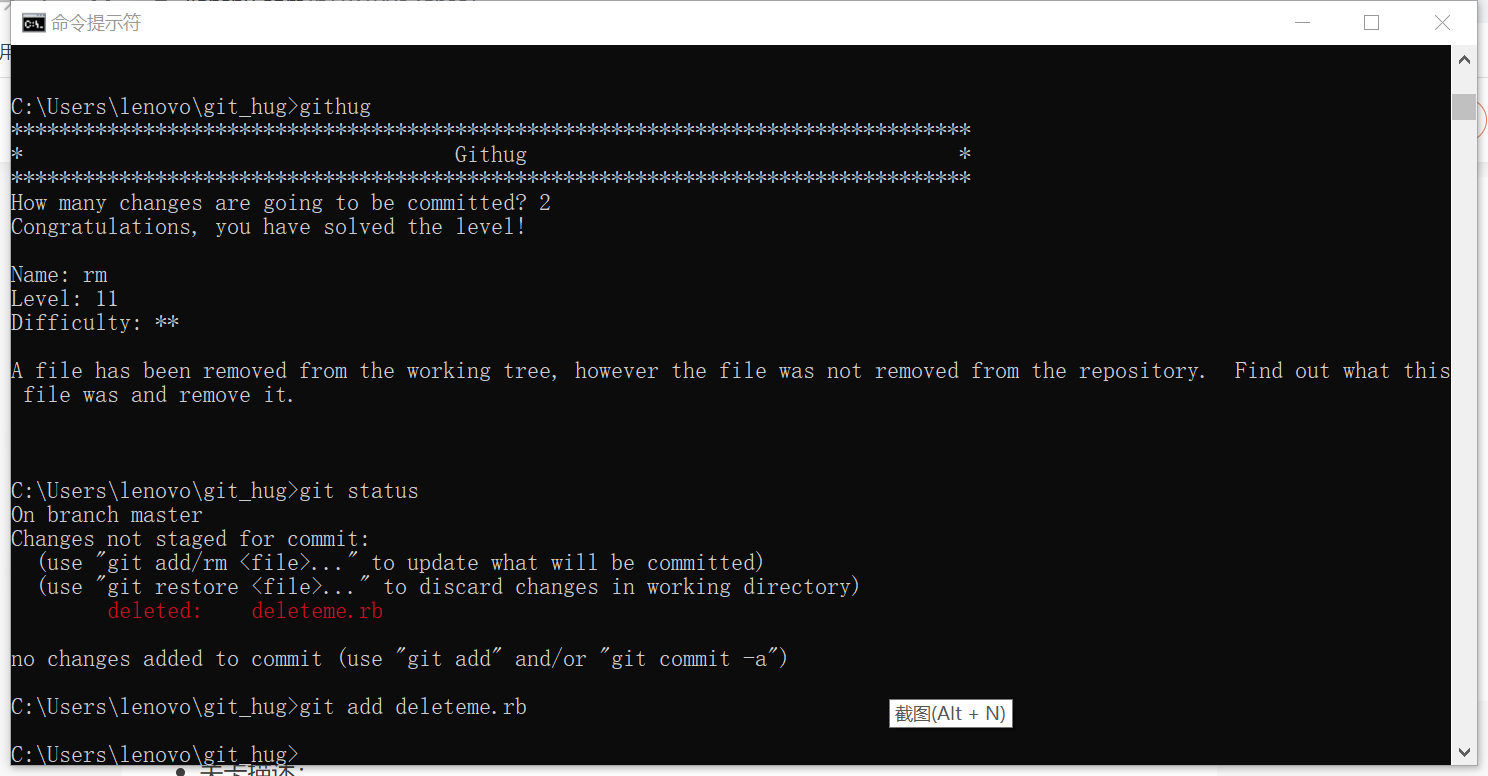 命令提示符
用
C:\Users\lenovo\git_hug>githug
********************************************************************************
*                                    Githug                                    *
********************************************************************************
How many changes are going to be committed? 2
Congratulations, you have solved the level!
Name: rm
Level: 11
Difficulty: **
A file has been removed from the working tree, however the file was not removed from the repository.  Find out what this
 file was and remove it.
C:\Users\lenovo\git_hug>git status
On branch master
Changes not staged for commit:
  (use "git add/rm <file>..." to update what will be committed)
  (use "git restore <file>..." to discard changes in working directory)
        deleted:    deleteme.rb
no changes added to commit (use "git add" and/or "git commit -a")
C:\Users\lenovo\git_hug>git add deleteme.rb
截图(Alt + N)
C:\Users\lenovo\git_hug>